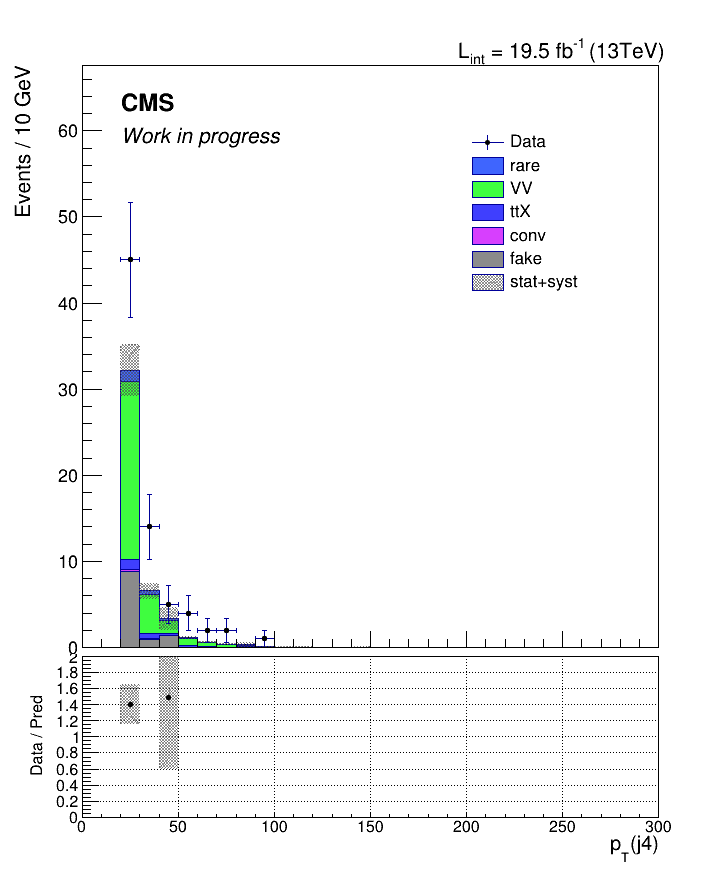 L_int = 19.5 fb^-1 (13TeV)
Events / 10 GeV
CMS
Work in progress
Data
rare
VV
ttX
conv
fake
stat+syst
60
50
40
30
20
10
0
Data / Pred
2
1.8
1.6
1.4
1.2
1
0.8
0.6
0.4
0.2
0
0 50 100 150 200 250 300
p_T(j4)